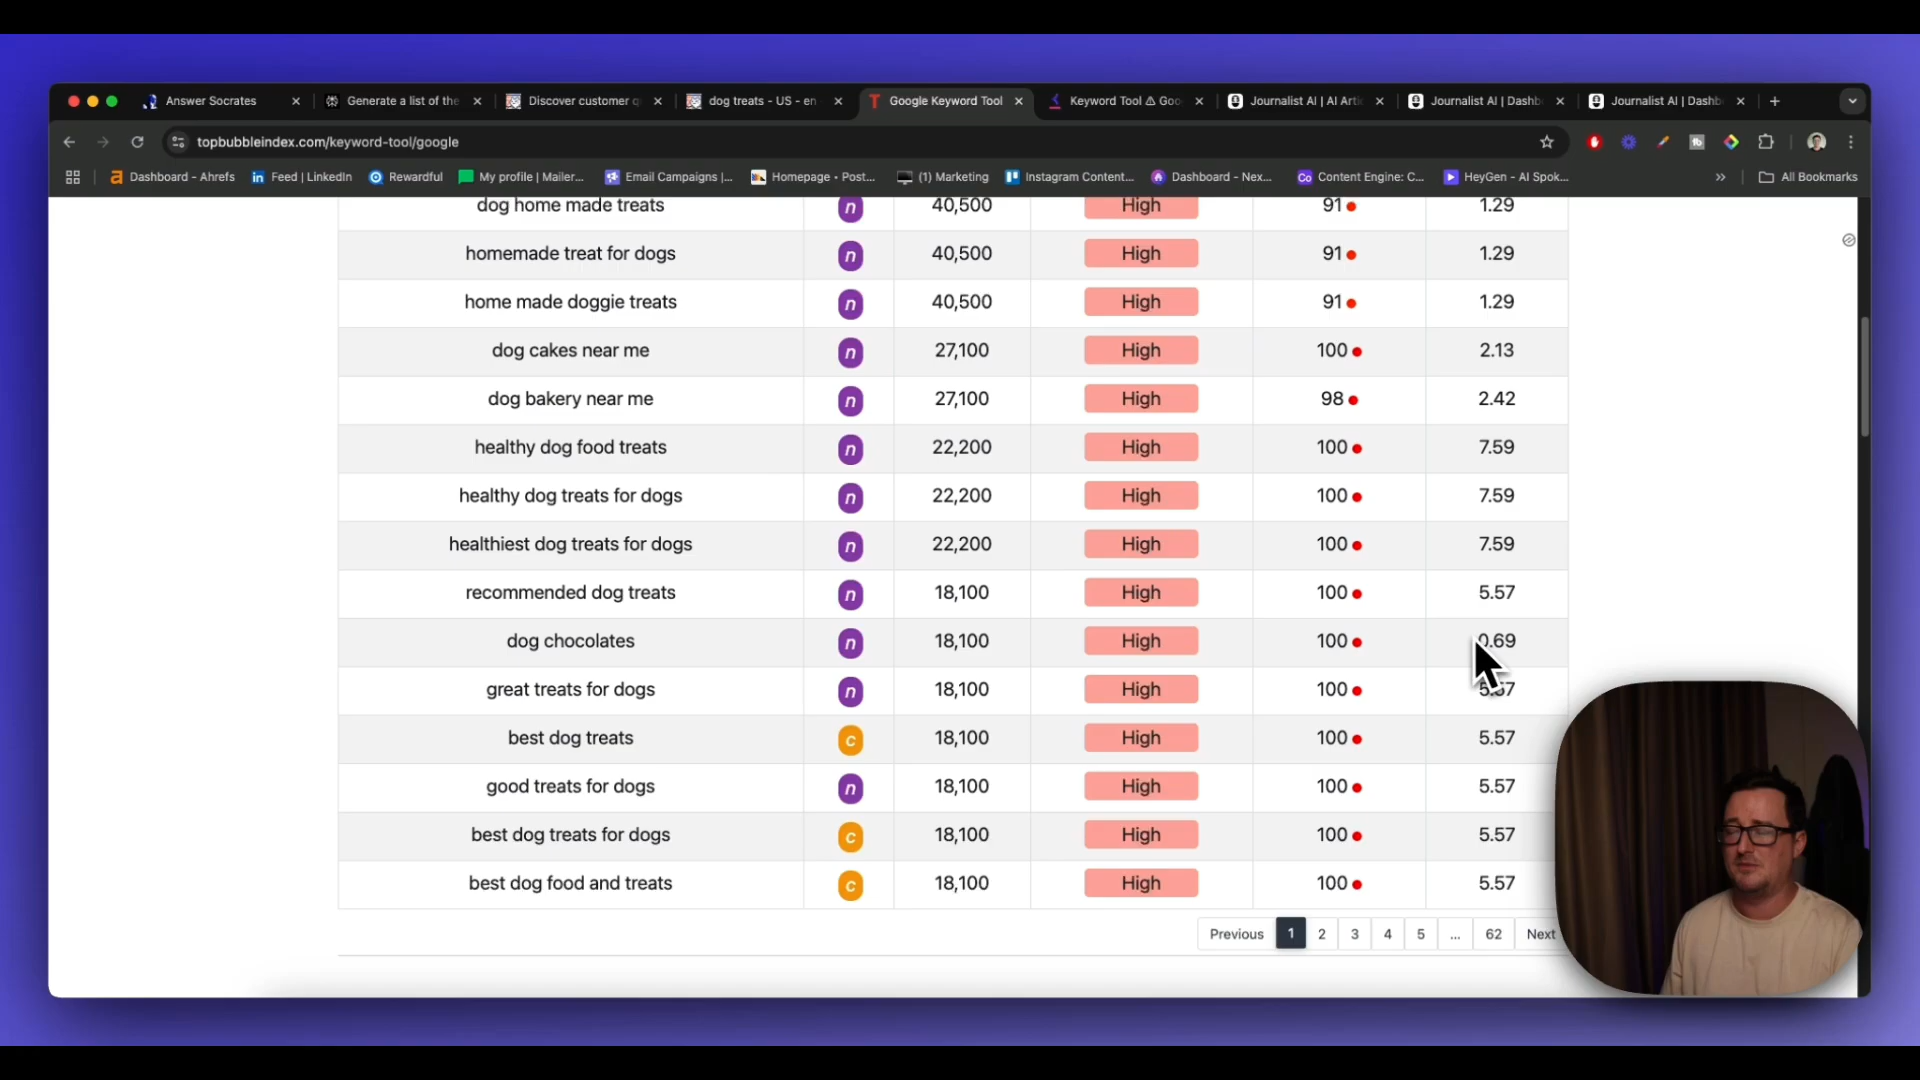 Answer Socrates
Generate a list of the
Discover customer q
dog treats - US - en
Google Keyword Tool
Keyword Tool ⚠ Goo
Journalist AI | AI Arti
Journalist AI | Dashb
Journalist AI | Dashb
topbubbleindex.com/keyword-tool/google
Dashboard - Ahrefs
Feed | LinkedIn
Rewardful
My profile | Mailer...
Email Campaigns |...
Homepage • Post...
(1) Marketing
Instagram Content...
Dashboard - Nex...
Content Engine: C...
HeyGen - AI Spok...
All Bookmarks
dog home made treats n 40,500 High 91 1.29
homemade treat for dogs n 40,500 High 91 1.29
home made doggie treats n 40,500 High 91 1.29
dog cakes near me n 27,100 High 100 2.13
dog bakery near me n 27,100 High 98 2.42
healthy dog food treats n 22,200 High 100 7.59
healthy dog treats for dogs n 22,200 High 100 7.59
healthiest dog treats for dogs n 22,200 High 100 7.59
recommended dog treats n 18,100 High 100 5.57
dog chocolates n 18,100 High 100 0.69
great treats for dogs n 18,100 High 100 5.57
best dog treats c 18,100 High 100 5.57
good treats for dogs n 18,100 High 100 5.57
best dog treats for dogs c 18,100 High 100 5.57
best dog food and treats c 18,100 High 100 5.57
Previous 1 2 3 4 5 ... 62 Next